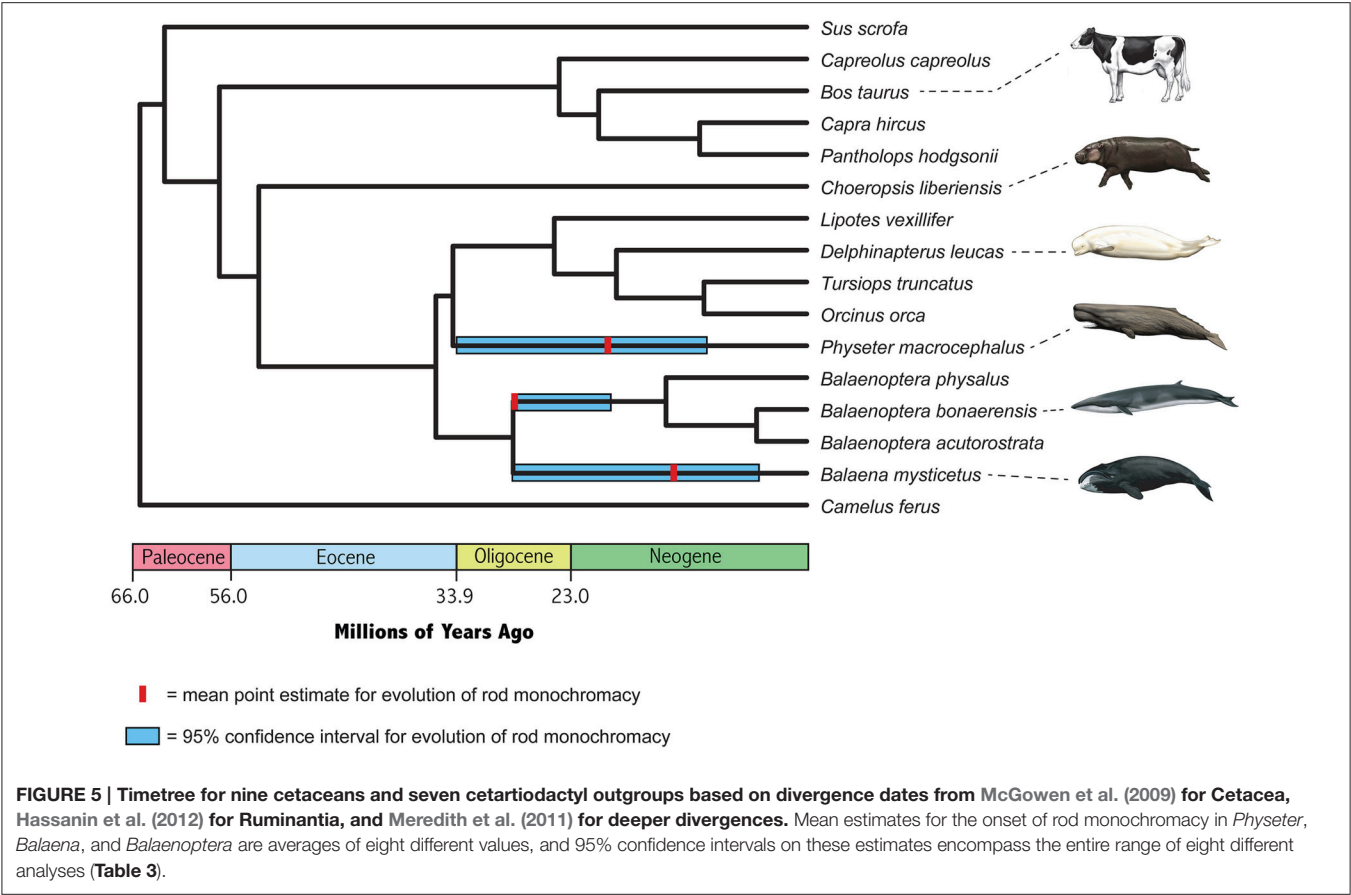 Sus scrofa
Capreolus capreolus
Bos taurus
Capra hircus
Pantholops hodgsonii
Choeropsis liberiensis
Lipotes vexillifer
Delphinapterus leucas
Tursiops truncatus
Orcinus orca
Physeter macrocephalus
Balaenoptera physalus
Balaenoptera bonaerensis
Balaenoptera acutorostrata
Balaena mysticetus
Camelus ferus
Paleocene Eocene Oligocene Neogene
66.0 56.0 33.9 23.0
Millions of Years Ago
= mean point estimate for evolution of rod monochromacy
= 95% confidence interval for evolution of rod monochromacy
FIGURE 5 | Timetree for nine cetaceans and seven cetartiodactyl outgroups based on divergence dates from McGowen et al. (2009) for Cetacea,
Hassanin et al. (2012) for Ruminantia, and Meredith et al. (2011) for deeper divergences. Mean estimates for the onset of rod monochromacy in Physeter,
Balaena, and Balaenoptera are averages of eight different values, and 95% confidence intervals on these estimates encompass the entire range of eight different
analyses (Table 3).